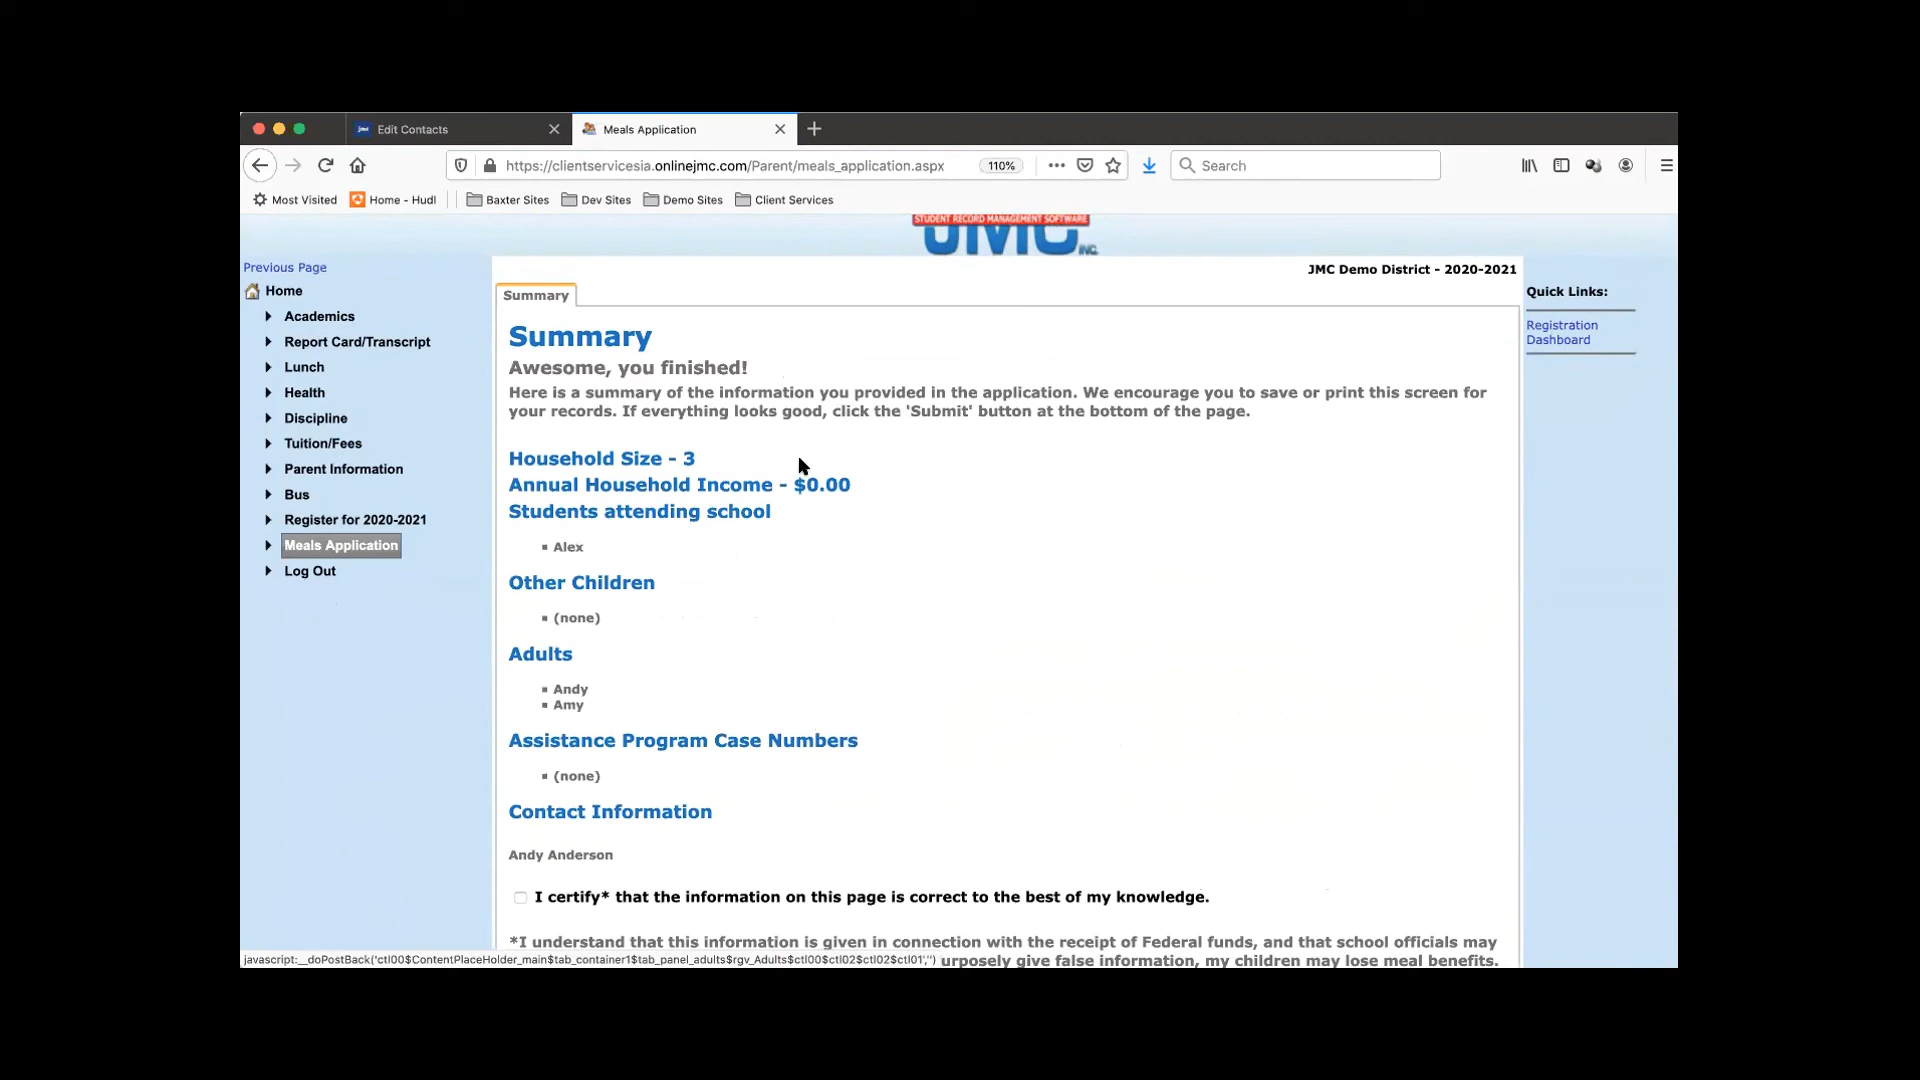 jmc Edit Contacts
Meals Application
https://clientservicesia.onlinejmc.com/Parent/meals_application.aspx
110%
Search
Most Visited
Home - Hudl
Baxter Sites
Dev Sites
Demo Sites
Client Services
STUDENT RECORD MANAGEMENT SOFTWARE
JMC INC.
Previous Page
JMC Demo District - 2020-2021
Home
Academics
Report Card/Transcript
Lunch
Health
Discipline
Tuition/Fees
Parent Information
Bus
Register for 2020-2021
Meals Application
Log Out
Quick Links:
Registration
Dashboard
Summary
Summary
Awesome, you finished!
Here is a summary of the information you provided in the application. We encourage you to save or print this screen for
your records. If everything looks good, click the 'Submit' button at the bottom of the page.
Household Size - 3
Annual Household Income - $0.00
Students attending school
Alex
Other Children
(none)
Adults
Andy
Amy
Assistance Program Case Numbers
(none)
Contact Information
Andy Anderson
I certify* that the information on this page is correct to the best of my knowledge.
*I understand that this information is given in connection with the receipt of Federal funds, and that school officials may
javascript:__doPostBack('ctl00$ContentPlaceHolder_main$tab_container1$tab_panel_adults$rgv_Adults$ctl00$ctl02$ctl02$ctl01','') urposely give false information, my children may lose meal benefits.